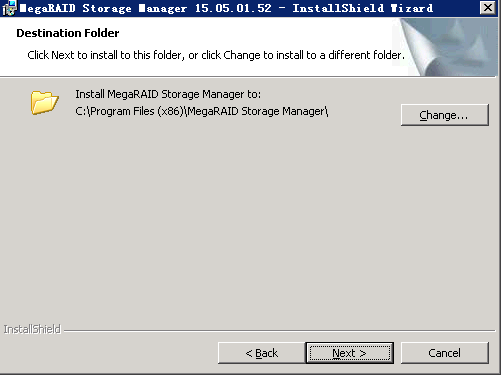 MegaRAID Storage Manager 15.05.01.52 - InstallShield Wizard
Destination Folder
Click Next to install to this folder, or click Change to install to a different folder.
Install MegaRAID Storage Manager to:
C:\Program Files (x86)\MegaRAID Storage Manager\
Change...
InstallShield
< Back
Next >
Cancel